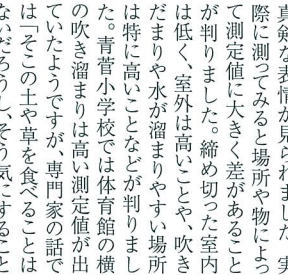 真剣な表情が見られました。実
際に測ってみると場所や物によっ
て測定値に大きく差があること
が判りました。締め切った室内
は低く、室外は高いことや、吹き
だまりや水が溜まりやすい場所
は特に高いことなどが判りまし
た。青菅小学校では体育館の横
の吹き溜まりは高い測定値が出
ていたようですが、専門家の話で
は「そこの土や草を食べることは
ないだろうし、そう気にすること